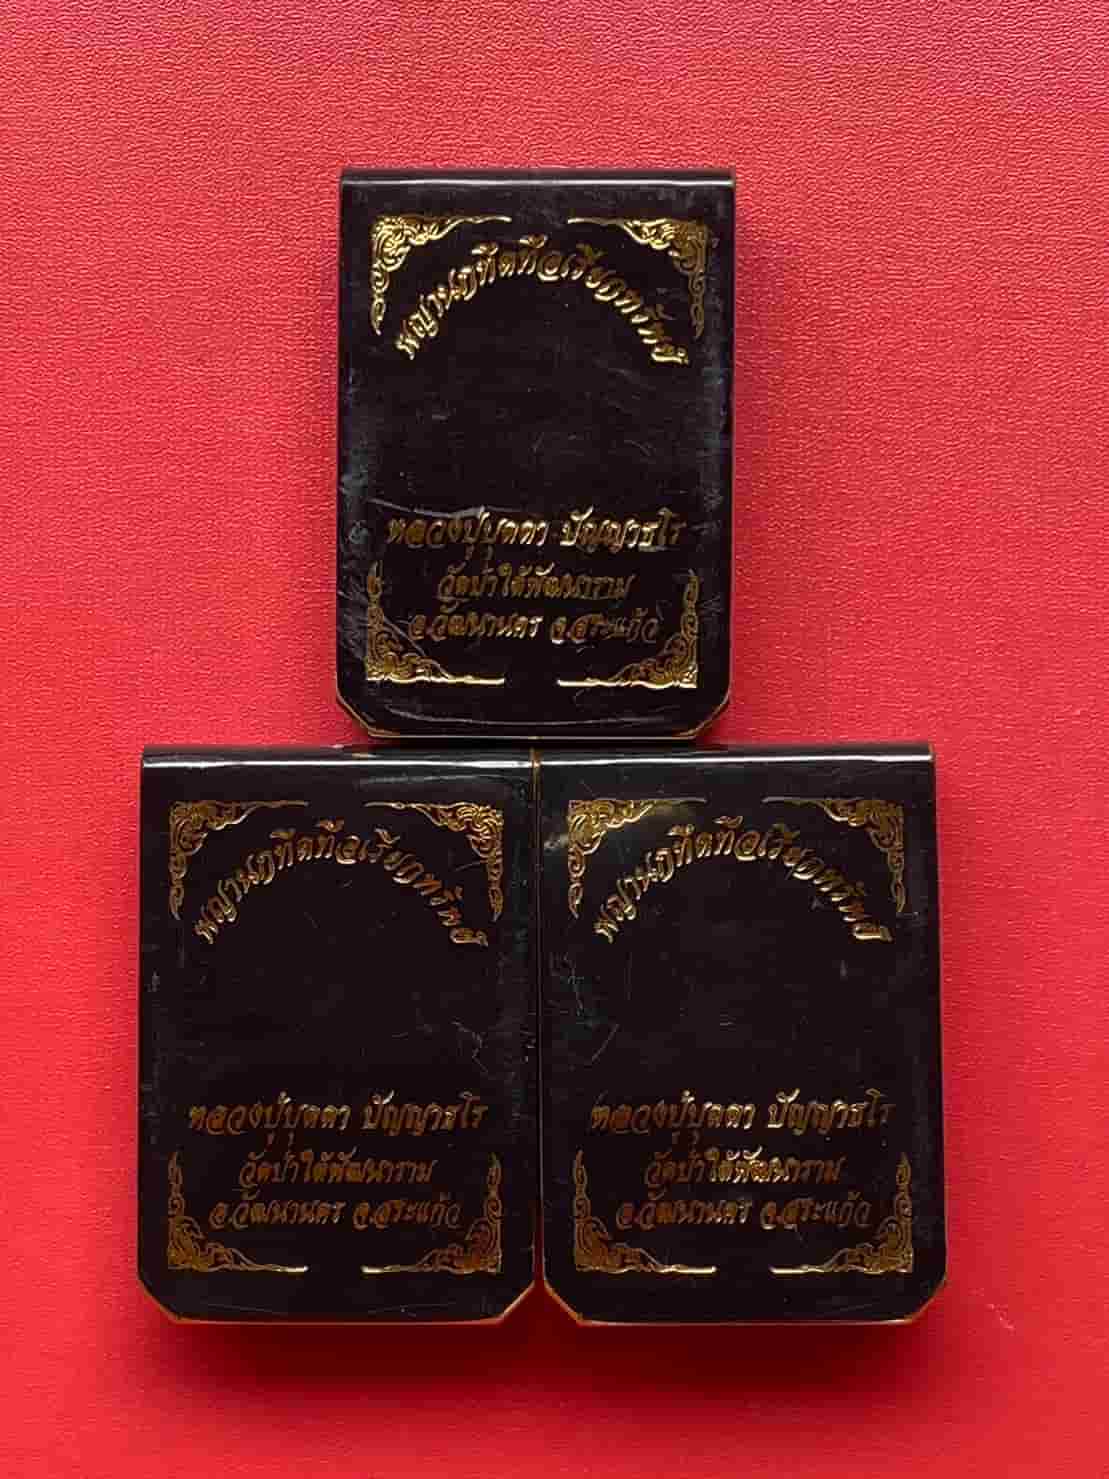 พญานกทึดทือเรียกทรัพย์
หลวงปู่บุดดา ปัญญาธโร
วัดป่าใต้พัฒนาราม
อ.วัฒนานคร จ.สระแก้ว
พญานกทึดทือเรียกทรัพย์
หลวงปู่บุดดา ปัญญาธโร
วัดป่าใต้พัฒนาราม
อ.วัฒนานคร จ.สระแก้ว
พญานกทึดทือเรียกทรัพย์
หลวงปู่บุดดา ปัญญาธโร
วัดป่าใต้พัฒนาราม
อ.วัฒนานคร จ.สระแก้ว